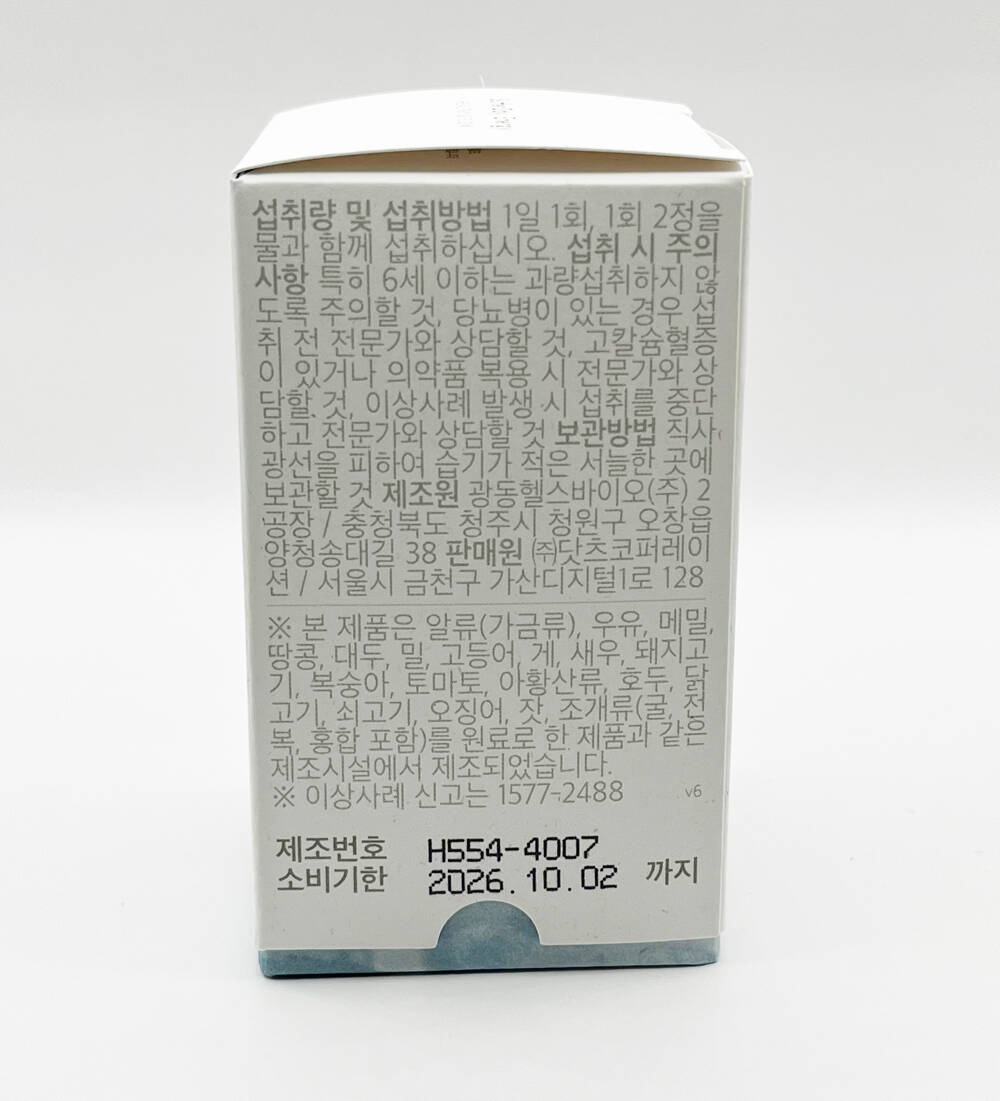 섭취량 및 섭취방법 1일 1회, 1회 2정을
물과 함께 섭취하십시오. 섭취 시 주의
사항 특히 6세 이하는 과량섭취하지 않
도록 주의할 것, 당뇨병이 있는 경우 섭
취 전 전문가와 상담할 것, 고칼슘혈증
이 있거나 의약품 복용 시 전문가와 상
담할 것, 이상사례 발생 시 섭취를 중단
하고 전문가와 상담할 것 보관방법 직사
광선을 피하여 습기가 적은 서늘한 곳에
보관할 것 제조원 광동헬스바이오(주) 2
공장 / 충청북도 청주시 청원구 오창읍
양청송대길 38 판매원 ㈜닷츠코퍼레이
션 / 서울시 금천구 가산디지털1로 128
※ 본 제품은 알류(가금류), 우유, 메밀,
땅콩, 대두, 밀, 고등어, 게, 새우, 돼지고
기, 복숭아, 토마토, 아황산류, 호두, 닭
고기, 쇠고기, 오징어, 잣, 조개류(굴, 전
복, 홍합 포함)를 원료로 한 제품과 같은
제조시설에서 제조되었습니다.
※ 이상사례 신고는 1577-2488 v6
제조번호 H554-4007
소비기한 2026.10.02 까지